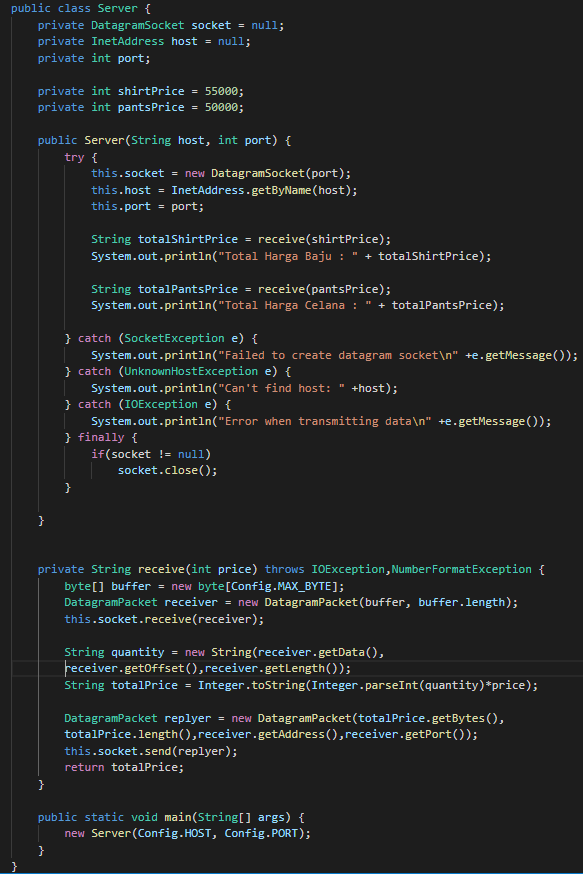 public class Server {
    private DatagramSocket socket = null;
    private InetAddress host = null;
    private int port;

    private int shirtPrice = 55000;
    private int pantsPrice = 50000;

    public Server(String host, int port) {
        try {
            this.socket = new DatagramSocket(port);
            this.host = InetAddress.getByName(host);
            this.port = port;

            String totalShirtPrice = receive(shirtPrice);
            System.out.println("Total Harga Baju : " + totalShirtPrice);

            String totalPantsPrice = receive(pantsPrice);
            System.out.println("Total Harga Celana : " + totalPantsPrice);

        } catch (SocketException e) {
            System.out.println("Failed to create datagram socket\n" +e.getMessage());
        } catch (UnknownHostException e) {
            System.out.println("Can't find host: " +host);
        } catch (IOException e) {
            System.out.println("Error when transmitting data\n" +e.getMessage());
        } finally {
            if(socket != null)
                socket.close();
        }

    }


    private String receive(int price) throws IOException,NumberFormatException {
        byte[] buffer = new byte[Config.MAX_BYTE];
        DatagramPacket receiver = new DatagramPacket(buffer, buffer.length);
        this.socket.receive(receiver);

        String quantity = new String(receiver.getData(),
        receiver.getOffset(),receiver.getLength());
        String totalPrice = Integer.toString(Integer.parseInt(quantity)*price);

        DatagramPacket replyer = new DatagramPacket(totalPrice.getBytes(),
        totalPrice.length(),receiver.getAddress(),receiver.getPort());
        this.socket.send(replyer);
        return totalPrice;
    }

    public static void main(String[] args) {
        new Server(Config.HOST, Config.PORT);
    }
}